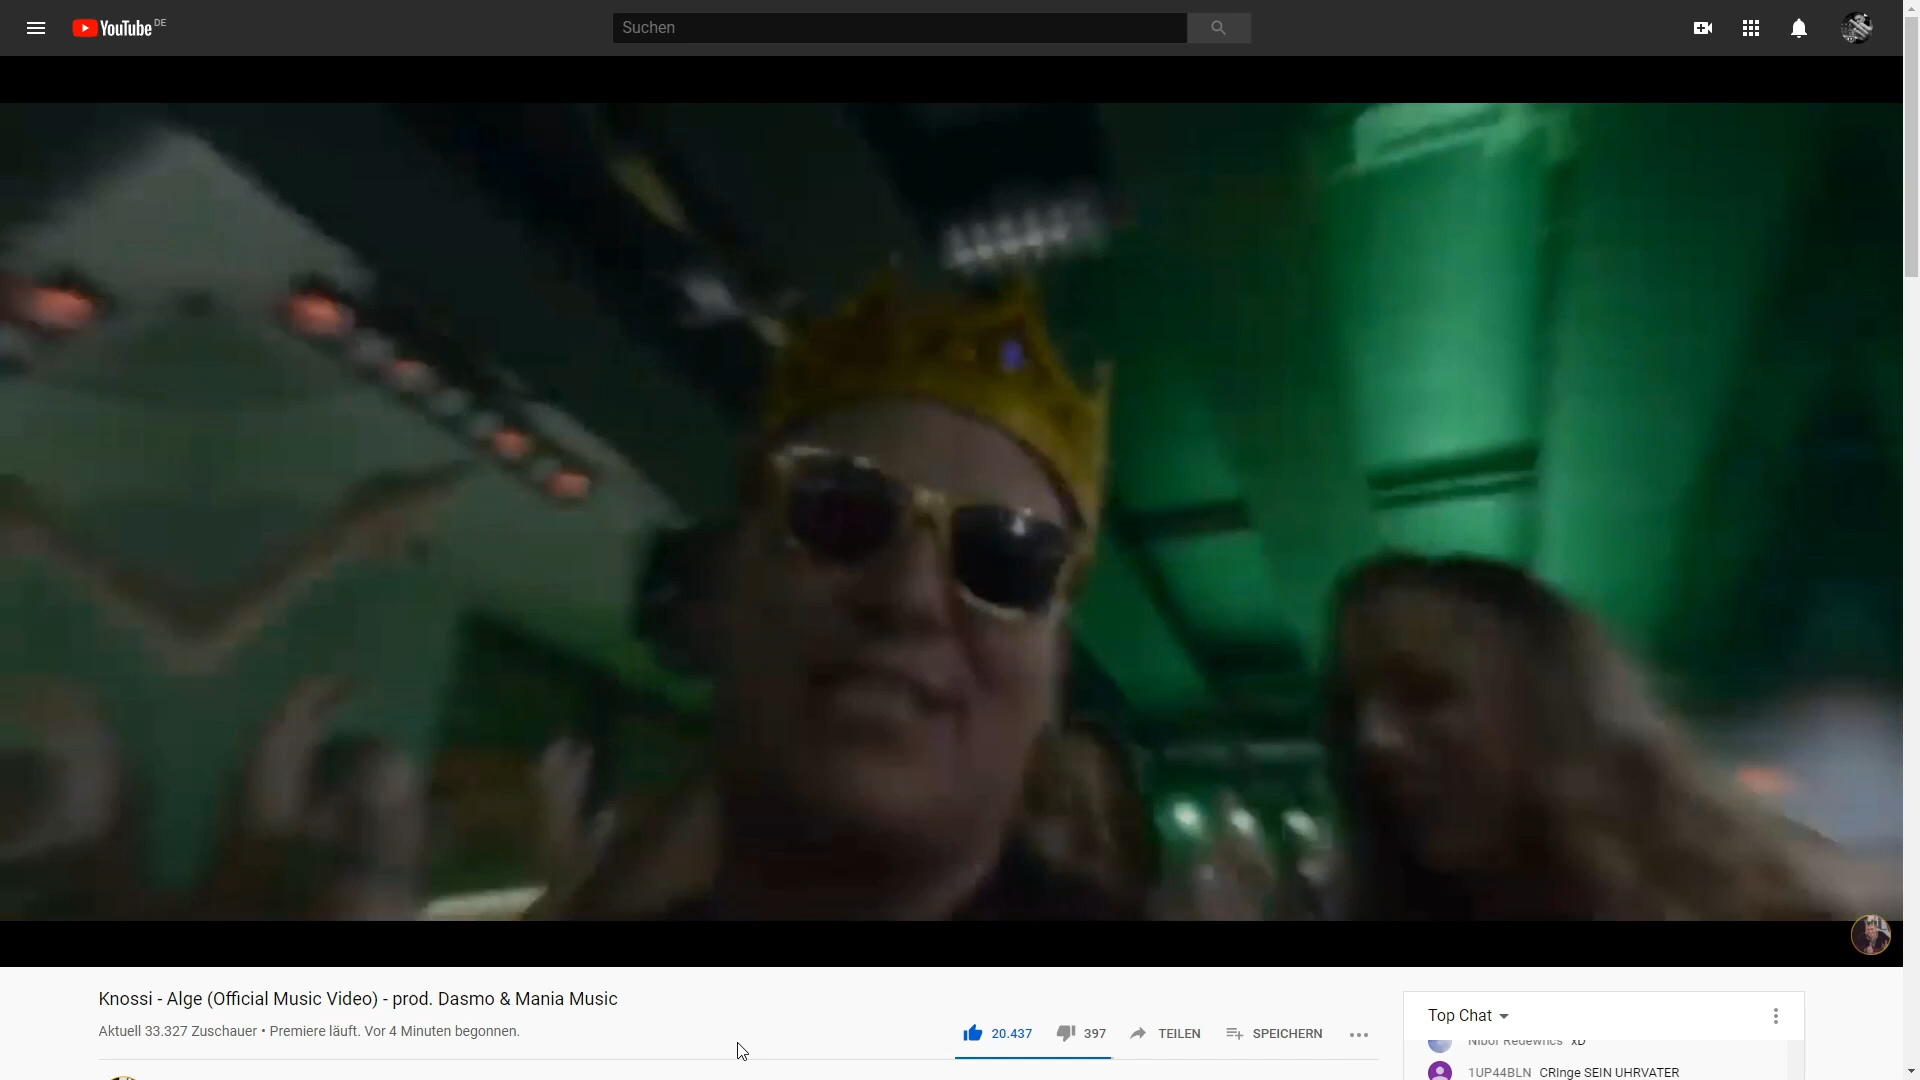 YouTube DE
Suchen
Knossi - Alge (Official Music Video) - prod. Dasmo & Mania Music
Aktuell 33.327 Zuschauer • Premiere läuft. Vor 4 Minuten begonnen.
20.437
397
TEILEN
SPEICHERN
Top Chat
xD
1UP44BLN CRInge SEIN UHRVATER